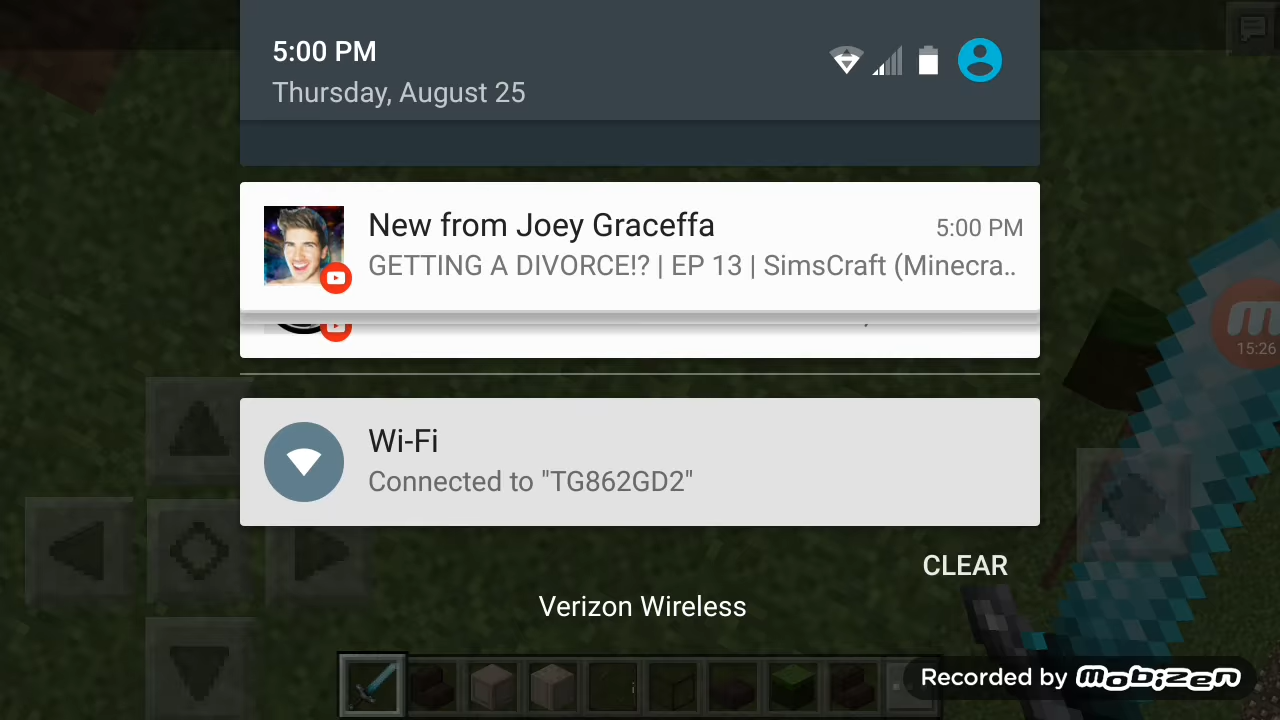 5:00 PM
Thursday, August 25
New from Joey Graceffa
5:00 PM
GETTING A DIVORCE!? | EP 13 | SimsCraft (Minecra..
15:26
Wi-Fi
Connected to "TG862GD2"
CLEAR
Verizon Wireless
Recorded by mobizen